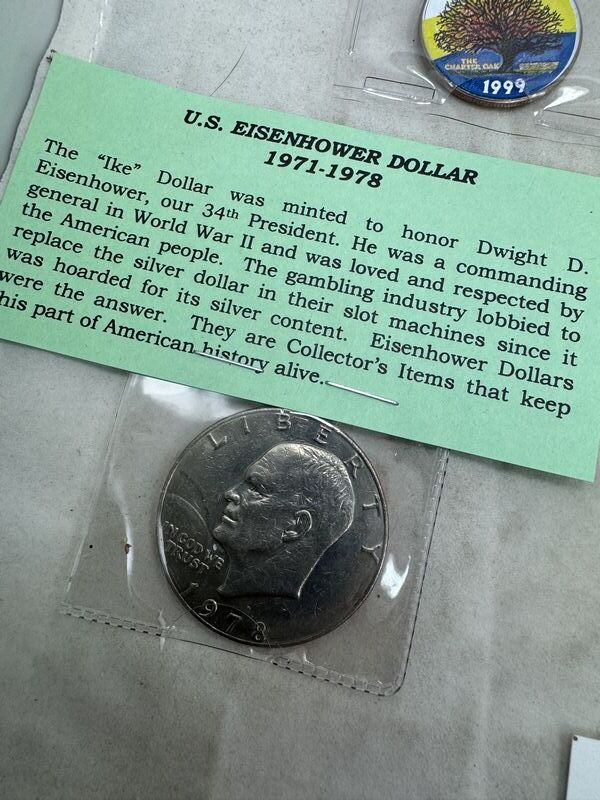 THE
CHARTER OAK
1999
U.S. EISENHOWER DOLLAR
1971-1978
The "Ike" Dollar was minted to honor Dwight D.
Eisenhower, our 34th President. He was a commanding
general in World War II and was loved and respected by
the American people. The gambling industry lobbied to
replace the silver dollar in their slot machines since it
was hoarded for its silver content. Eisenhower Dollars
were the answer. They are Collector's Items that keep
his part of American history alive.
LIBERTY
IN GOD WE
TRUST
1978